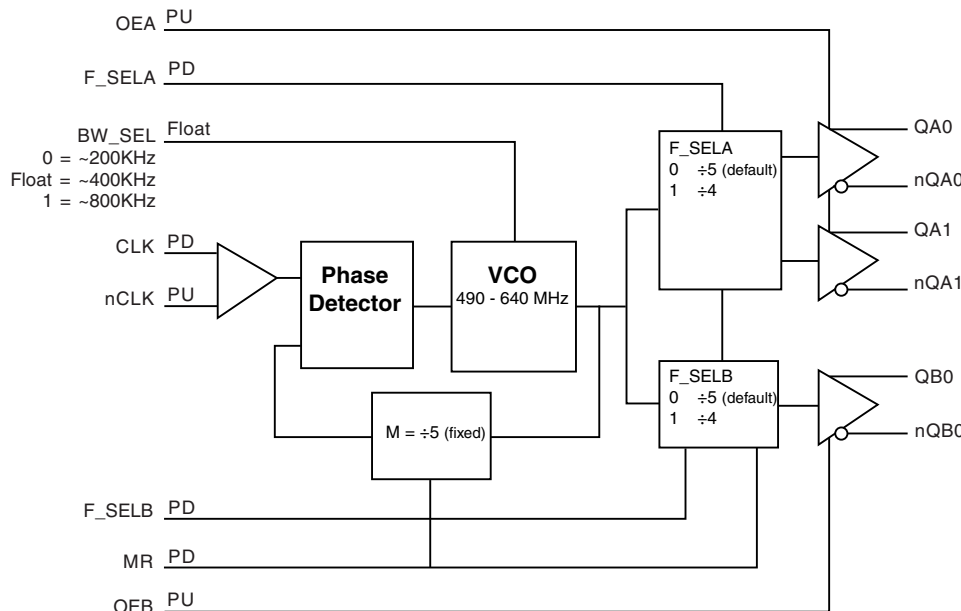 OEA PU
F_SELA PD
BW_SEL Float
0 = ~200KHz
Float = ~400KHz
1 = ~800KHz
CLK PD
nCLK PU
Phase
Detector
VCO
490 - 640 MHz
M = ÷5 (fixed)
F_SELA
0 ÷5 (default)
1 ÷4
F_SELB
0 ÷5 (default)
1 ÷4
QA0
nQA0
QA1
nQA1
QB0
nQB0
F_SELB PD
MR PD
OEB PU